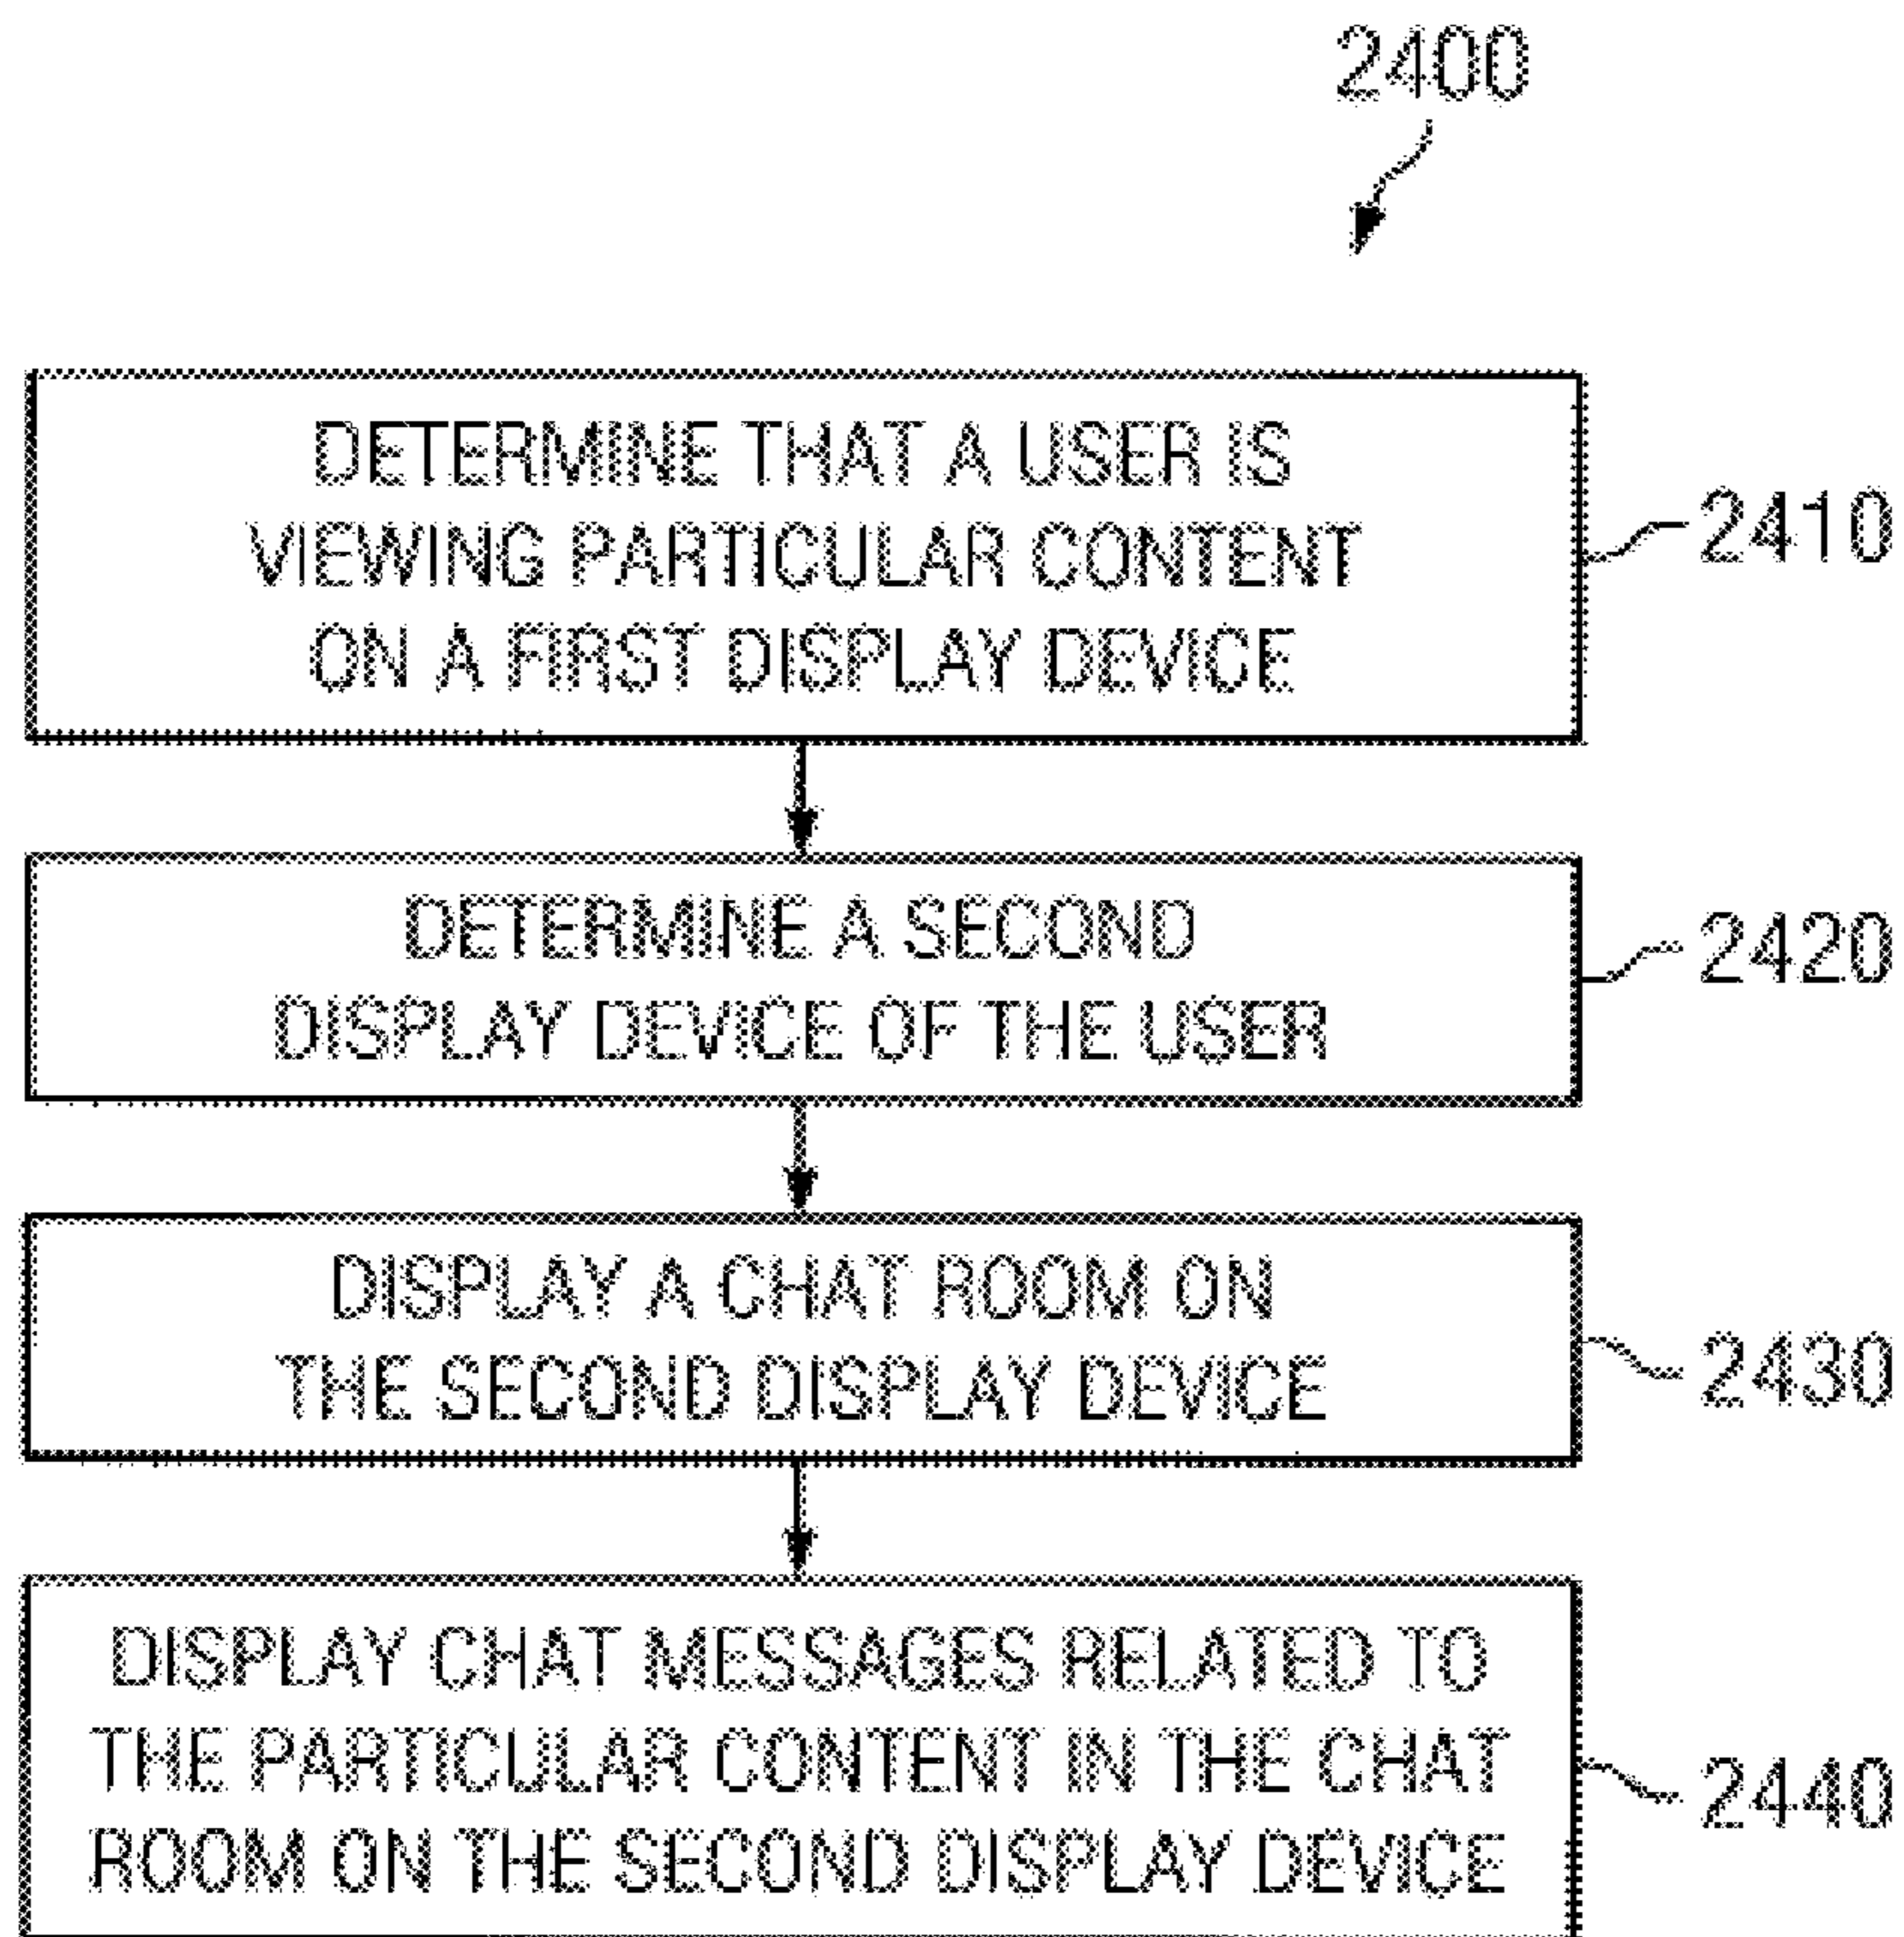 2400
DETERMINE THAT A USER IS
VIEWING PARTICULAR CONTENT
ON A FIRST DISPLAY DEVICE
2410
DETERMINE A SECOND
DISPLAY DEVICE OF THE USER
2420
DISPLAY A CHAT ROOM ON
THE SECOND DISPLAY DEVICE
2430
DISPLAY CHAT MESSAGES RELATED TO
THE PARTICULAR CONTENT IN THE CHAT
ROOM ON THE SECOND DISPLAY DEVICE
2440